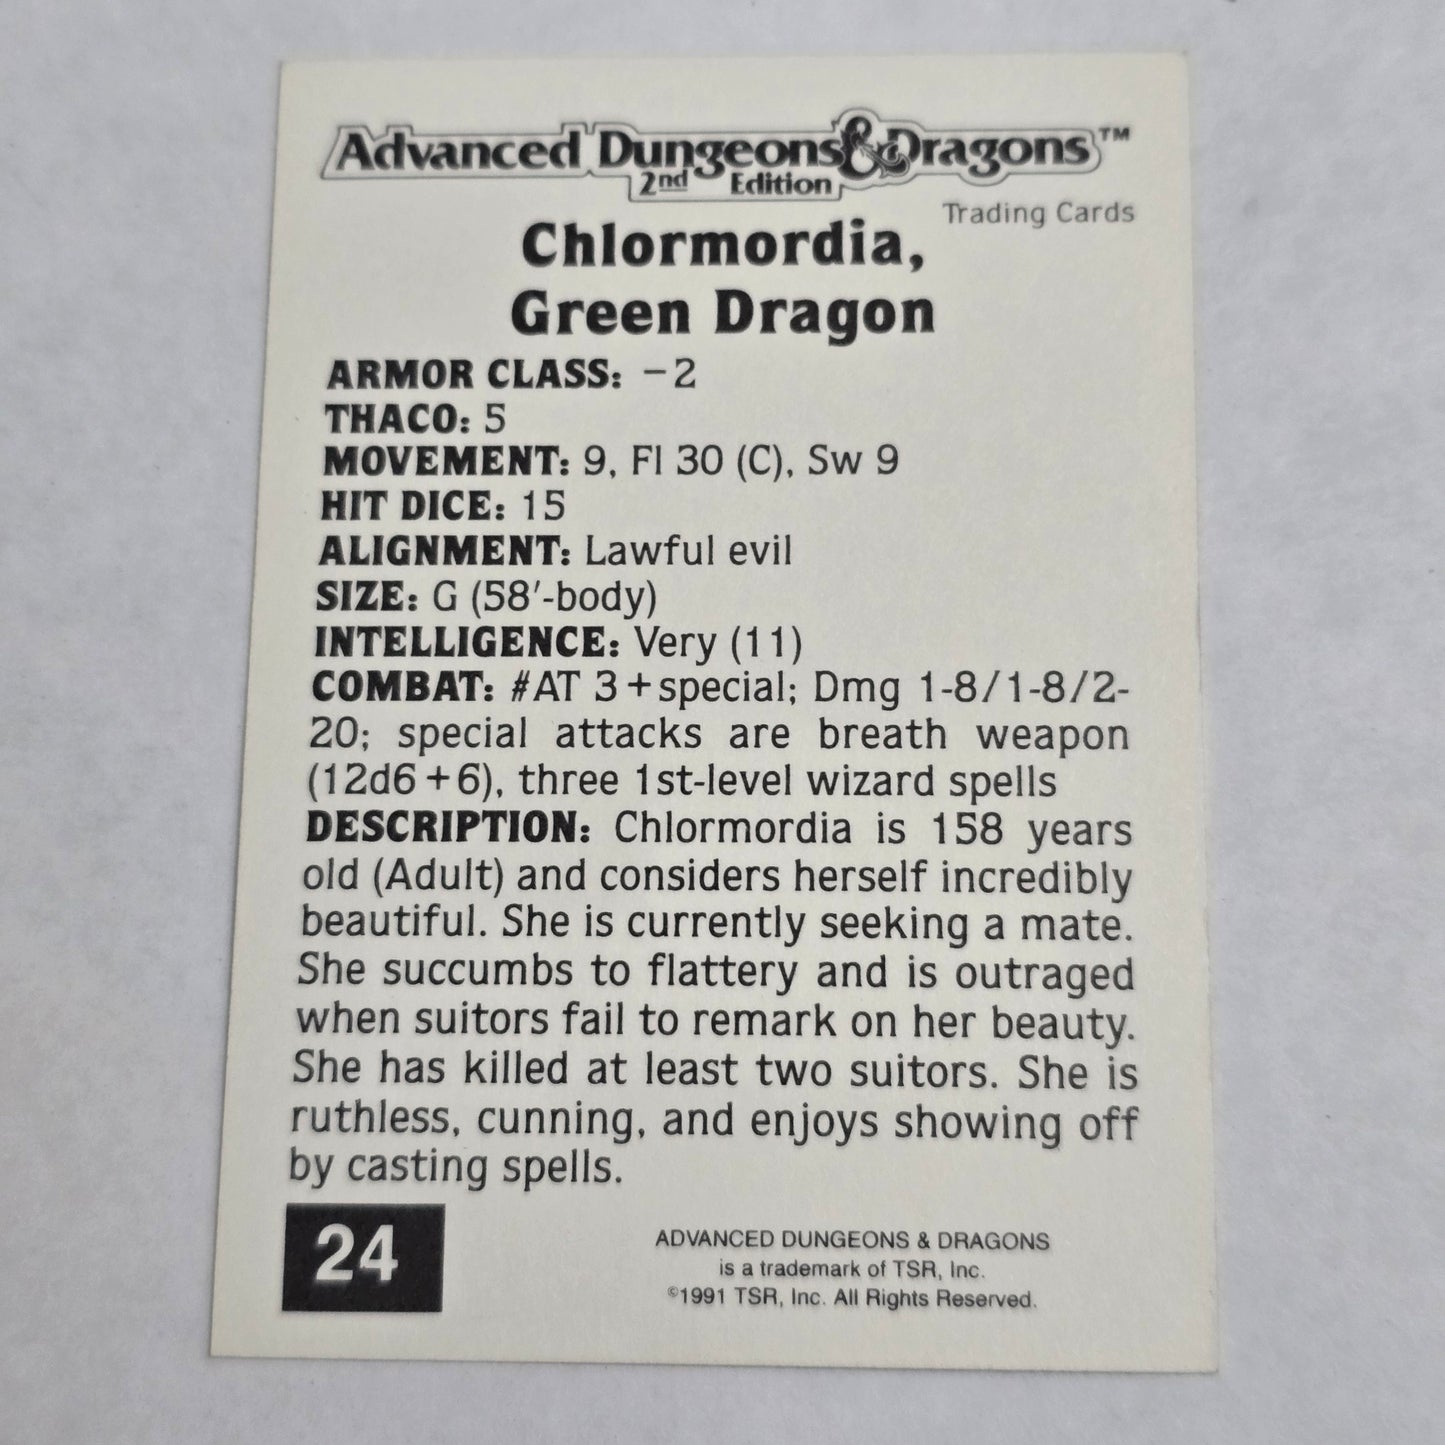 Advanced Dungeons & Dragons™
2nd Edition
Trading Cards
Chlormordia,
Green Dragon
ARMOR CLASS: −2
THACO: 5
MOVEMENT: 9, Fl 30 (C), Sw 9
HIT DICE: 15
ALIGNMENT: Lawful evil
SIZE: G (58'-body)
INTELLIGENCE: Very (11)
COMBAT: #AT 3+special; Dmg 1-8/1-8/2-
20; special attacks are breath weapon
(12d6+6), three 1st-level wizard spells
DESCRIPTION: Chlormordia is 158 years
old (Adult) and considers herself incredibly
beautiful. She is currently seeking a mate.
She succumbs to flattery and is outraged
when suitors fail to remark on her beauty.
She has killed at least two suitors. She is
ruthless, cunning, and enjoys showing off
by casting spells.
24
ADVANCED DUNGEONS & DRAGONS
is a trademark of TSR, Inc.
©1991 TSR, Inc. All Rights Reserved.